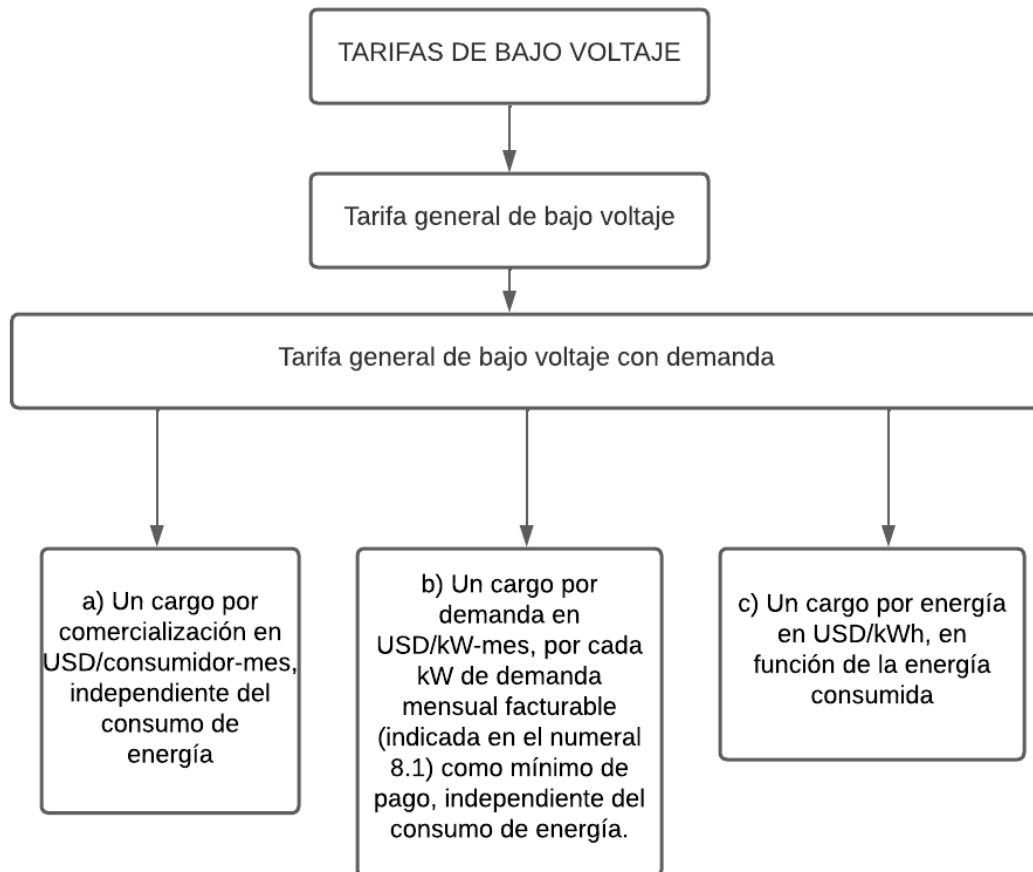 TARIFAS DE BAJO VOLTAJE
Tarifa general de bajo voltaje
Tarifa general de bajo voltaje con demanda
a) Un cargo por
comercialización en
USD/consumidor-mes,
independiente del
consumo de
energía
b) Un cargo por
demanda en
USD/kW-mes, por cada
kW de demanda
mensual facturable
(indicada en el numeral
8.1) como mínimo de
pago, independiente del
consumo de energía.
c) Un cargo por energía
en USD/kWh, en
función de la energía
consumida